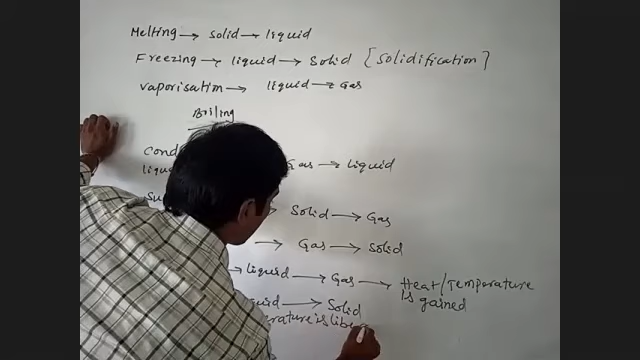 Melting → solid → liquid
Freezing → liquid → Solid [Solidification]
vaporisation → liquid → Gas
Boiling
Gas → liquid
Solid → Gas
→ Gas → Solid
→ liquid → Gas → Heat/Temperature
is gained
→ Solid